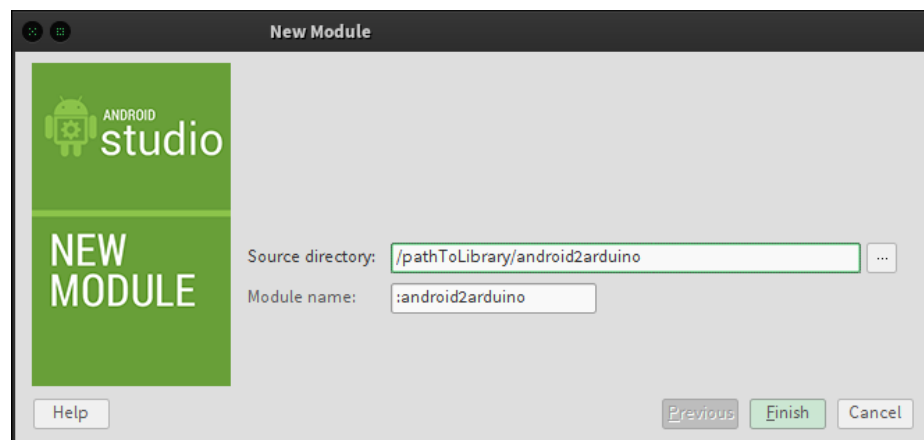 New Module
ANDROID
studio
NEW
MODULE
Source directory: /pathToLibrary/android2arduino ...
Module name: :android2arduino
Help Previous Finish Cancel